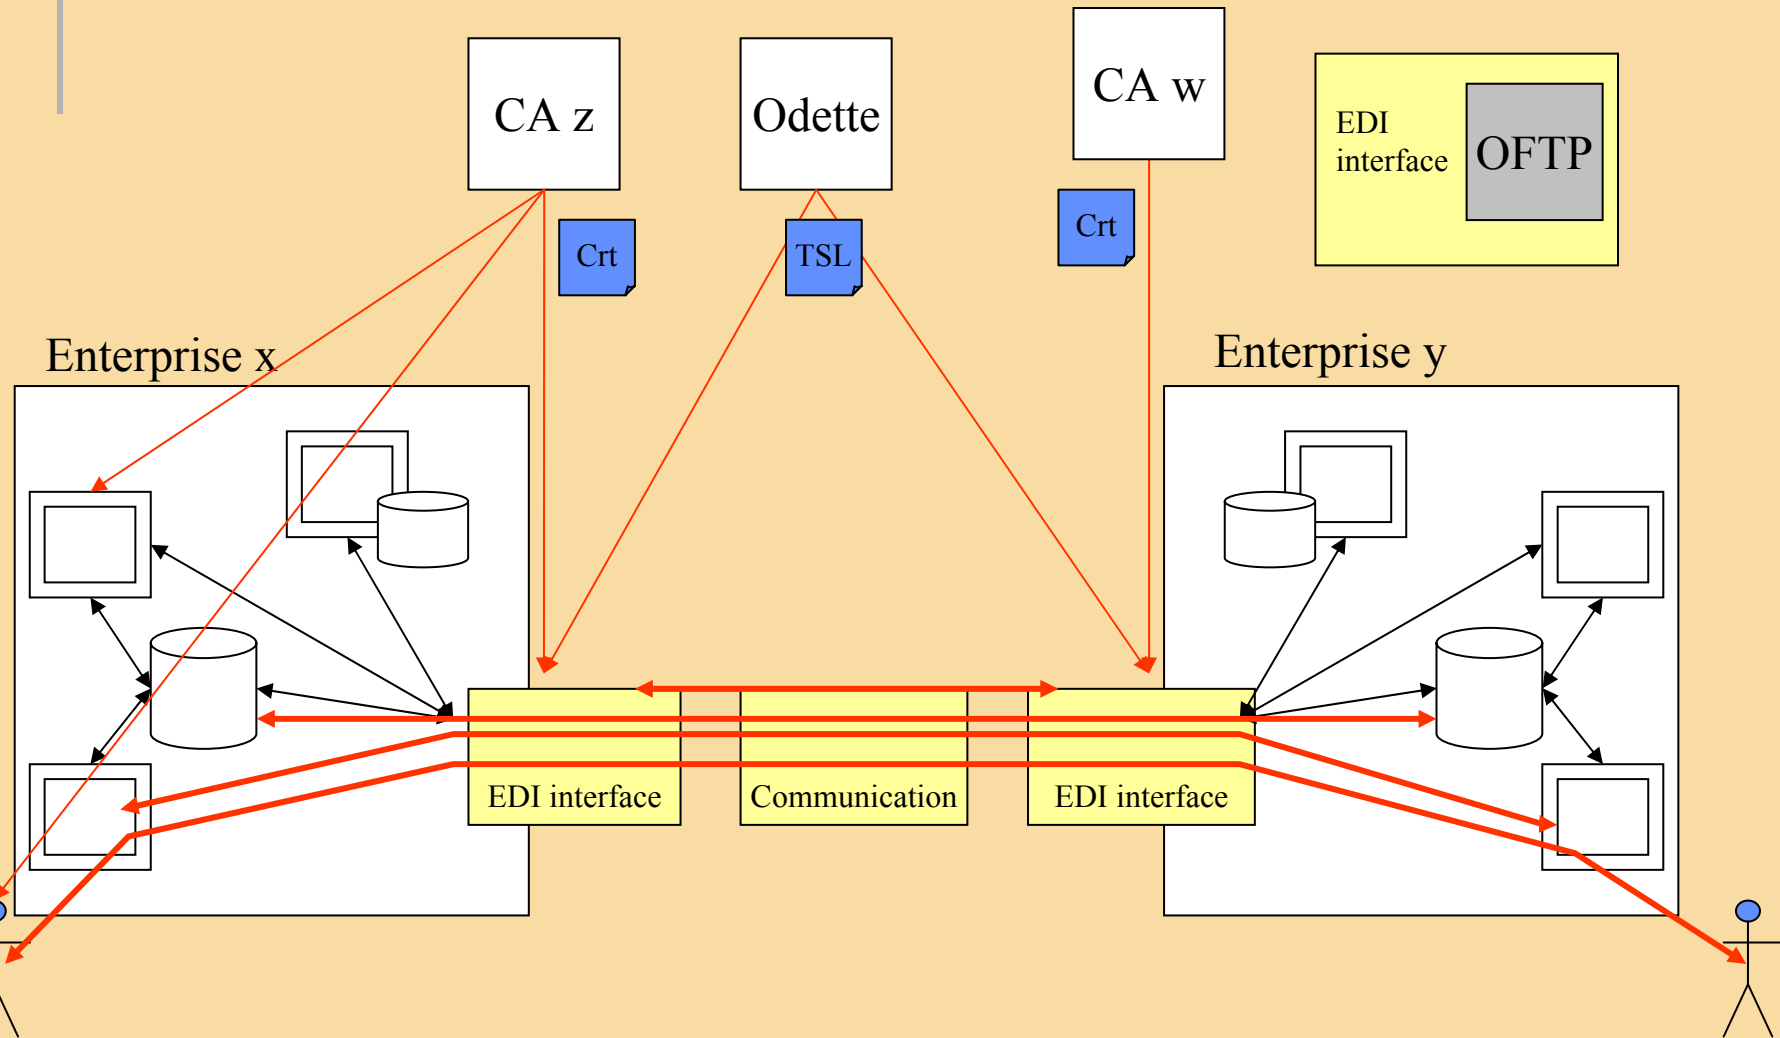 CA z
Odette
CA w
EDI
interface
OFTP
Crt
TSL
Crt
Enterprise x
Enterprise y
EDI interface
Communication
EDI interface